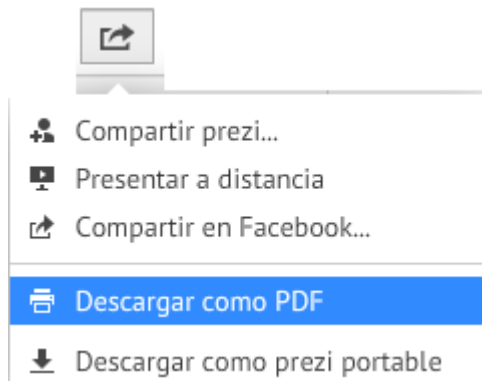 Compartir prezi...
Presentar a distancia
Compartir en Facebook...
Descargar como PDF
Descargar como prezi portable